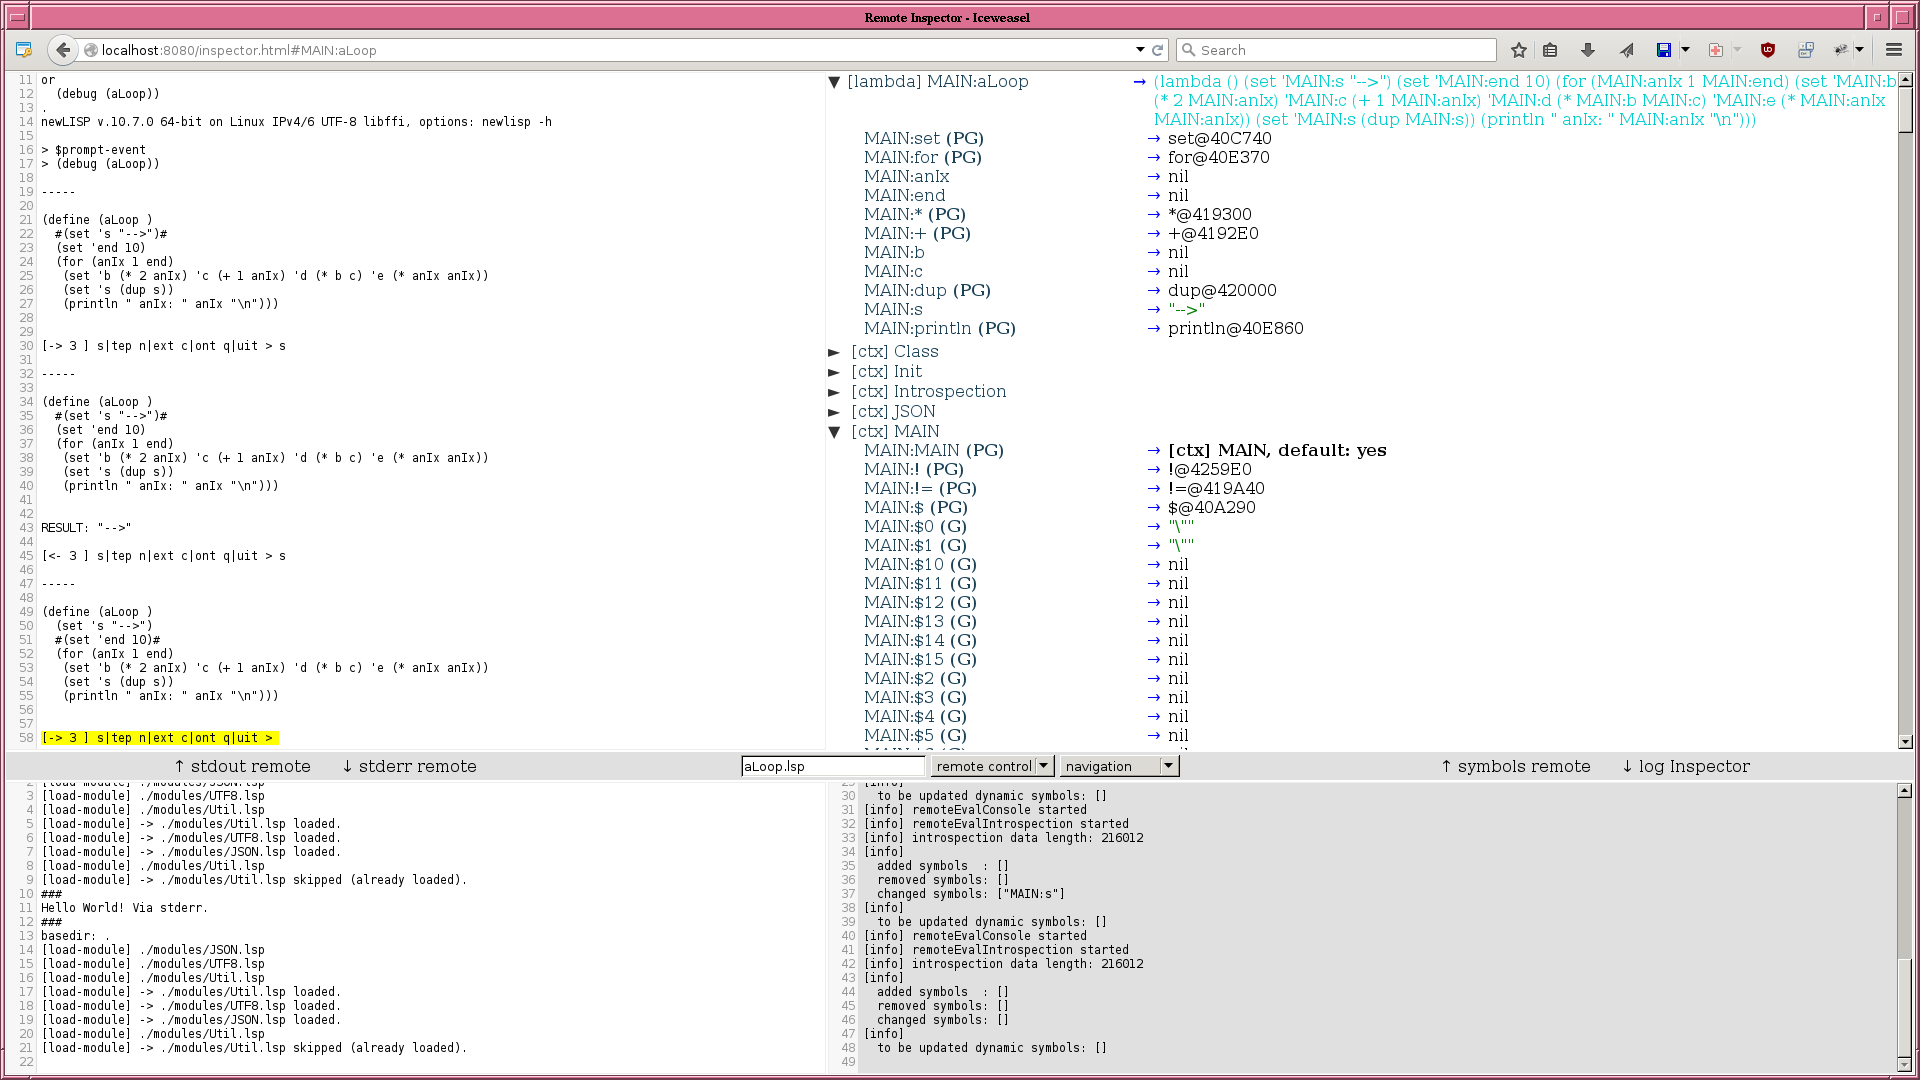 Remote Inspector - Iceweasel
localhost:8080/inspector.html#MAIN:aLoop
Search
11 or
12   (debug (aLoop))
13 .
14 newLISP v.10.7.0 64-bit on Linux IPv4/6 UTF-8 libffi, options: newlisp -h
15
16 > $prompt-event
17 > (debug (aLoop))
18
19 -----
20
21 (define (aLoop )
22   #(set 's "-->")#
23   (set 'end 10)
24   (for (anIx 1 end)
25    (set 'b (* 2 anIx) 'c (+ 1 anIx) 'd (* b c) 'e (* anIx anIx))
26    (set 's (dup s))
27    (println " anIx: " anIx "\n")))
28
29
30 [-> 3 ] s|tep n|ext c|ont q|uit > s
31
32 -----
33
34 (define (aLoop )
35   #(set 's "-->")#
36   (set 'end 10)
37   (for (anIx 1 end)
38    (set 'b (* 2 anIx) 'c (+ 1 anIx) 'd (* b c) 'e (* anIx anIx))
39    (set 's (dup s))
40    (println " anIx: " anIx "\n")))
41
42
43 RESULT: "-->"
44
45 [<- 3 ] s|tep n|ext c|ont q|uit > s
46
47 -----
48
49 (define (aLoop )
50   (set 's "-->")
51   #(set 'end 10)#
52   (for (anIx 1 end)
53    (set 'b (* 2 anIx) 'c (+ 1 anIx) 'd (* b c) 'e (* anIx anIx))
54    (set 's (dup s))
55    (println " anIx: " anIx "\n")))
56
57
58 [-> 3 ] s|tep n|ext c|ont q|uit >
▼ [lambda] MAIN:aLoop → (lambda () (set 'MAIN:s "-->") (set 'MAIN:end 10) (for (MAIN:anIx 1 MAIN:end) (set 'MAIN:b
(* 2 MAIN:anIx) 'MAIN:c (+ 1 MAIN:anIx) 'MAIN:d (* MAIN:b MAIN:c) 'MAIN:e (* MAIN:anIx
MAIN:anIx)) (set 'MAIN:s (dup MAIN:s)) (println " anIx: " MAIN:anIx "\n")))
MAIN:set (PG) → set@40C740
MAIN:for (PG) → for@40E370
MAIN:anIx → nil
MAIN:end → nil
MAIN:* (PG) → *@419300
MAIN:+ (PG) → +@4192E0
MAIN:b → nil
MAIN:c → nil
MAIN:dup (PG) → dup@420000
MAIN:s → "-->"
MAIN:println (PG) → println@40E860
► [ctx] Class
► [ctx] Init
► [ctx] Introspection
► [ctx] JSON
▼ [ctx] MAIN
MAIN:MAIN (PG) → [ctx] MAIN, default: yes
MAIN:! (PG) → !@4259E0
MAIN:!= (PG) → !=@419A40
MAIN:$ (PG) → $@40A290
MAIN:$0 (G) → "\""
MAIN:$1 (G) → "\""
MAIN:$10 (G) → nil
MAIN:$11 (G) → nil
MAIN:$12 (G) → nil
MAIN:$13 (G) → nil
MAIN:$14 (G) → nil
MAIN:$15 (G) → nil
MAIN:$2 (G) → nil
MAIN:$3 (G) → nil
MAIN:$4 (G) → nil
MAIN:$5 (G) → nil
↑ stdout remote ↓ stderr remote aLoop.lsp remote control navigation ↑ symbols remote ↓ log Inspector
2 [load-module] ./modules/JSON.lsp
3 [load-module] ./modules/UTF8.lsp
4 [load-module] ./modules/Util.lsp
5 [load-module] -> ./modules/Util.lsp loaded.
6 [load-module] -> ./modules/UTF8.lsp loaded.
7 [load-module] -> ./modules/JSON.lsp loaded.
8 [load-module] ./modules/Util.lsp
9 [load-module] -> ./modules/Util.lsp skipped (already loaded).
10 ###
11 Hello World! Via stderr.
12 ###
13 basedir: .
14 [load-module] ./modules/JSON.lsp
15 [load-module] ./modules/UTF8.lsp
16 [load-module] ./modules/Util.lsp
17 [load-module] -> ./modules/Util.lsp loaded.
18 [load-module] -> ./modules/UTF8.lsp loaded.
19 [load-module] -> ./modules/JSON.lsp loaded.
20 [load-module] ./modules/Util.lsp
21 [load-module] -> ./modules/Util.lsp skipped (already loaded).
22
29 [info]
30   to be updated dynamic symbols: []
31 [info] remoteEvalConsole started
32 [info] remoteEvalIntrospection started
33 [info] introspection data length: 216012
34 [info]
35   added symbols  : []
36   removed symbols: []
37   changed symbols: ["MAIN:s"]
38 [info]
39   to be updated dynamic symbols: []
40 [info] remoteEvalConsole started
41 [info] remoteEvalIntrospection started
42 [info] introspection data length: 216012
43 [info]
44   added symbols  : []
45   removed symbols: []
46   changed symbols: []
47 [info]
48   to be updated dynamic symbols: []
49